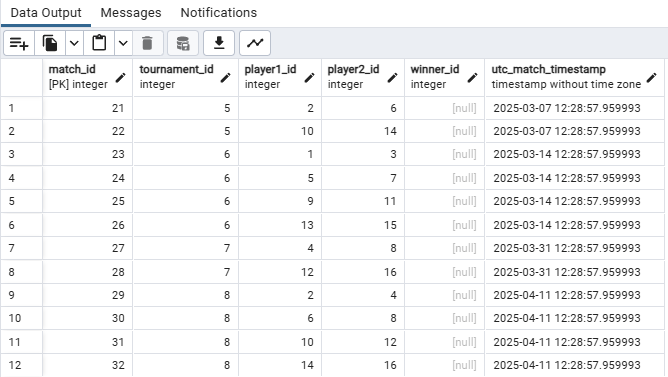 Data Output Messages Notifications
match_id tournament_id player1_id player2_id winner_id utc_match_timestamp
[PK] integer integer integer integer integer timestamp without time zone
1 21 5 2 6 [null] 2025-03-07 12:28:57.959993
2 22 5 10 14 [null] 2025-03-07 12:28:57.959993
3 23 6 1 3 [null] 2025-03-14 12:28:57.959993
4 24 6 5 7 [null] 2025-03-14 12:28:57.959993
5 25 6 9 11 [null] 2025-03-14 12:28:57.959993
6 26 6 13 15 [null] 2025-03-14 12:28:57.959993
7 27 7 4 8 [null] 2025-03-31 12:28:57.959993
8 28 7 12 16 [null] 2025-03-31 12:28:57.959993
9 29 8 2 4 [null] 2025-04-11 12:28:57.959993
10 30 8 6 8 [null] 2025-04-11 12:28:57.959993
11 31 8 10 12 [null] 2025-04-11 12:28:57.959993
12 32 8 14 16 [null] 2025-04-11 12:28:57.959993